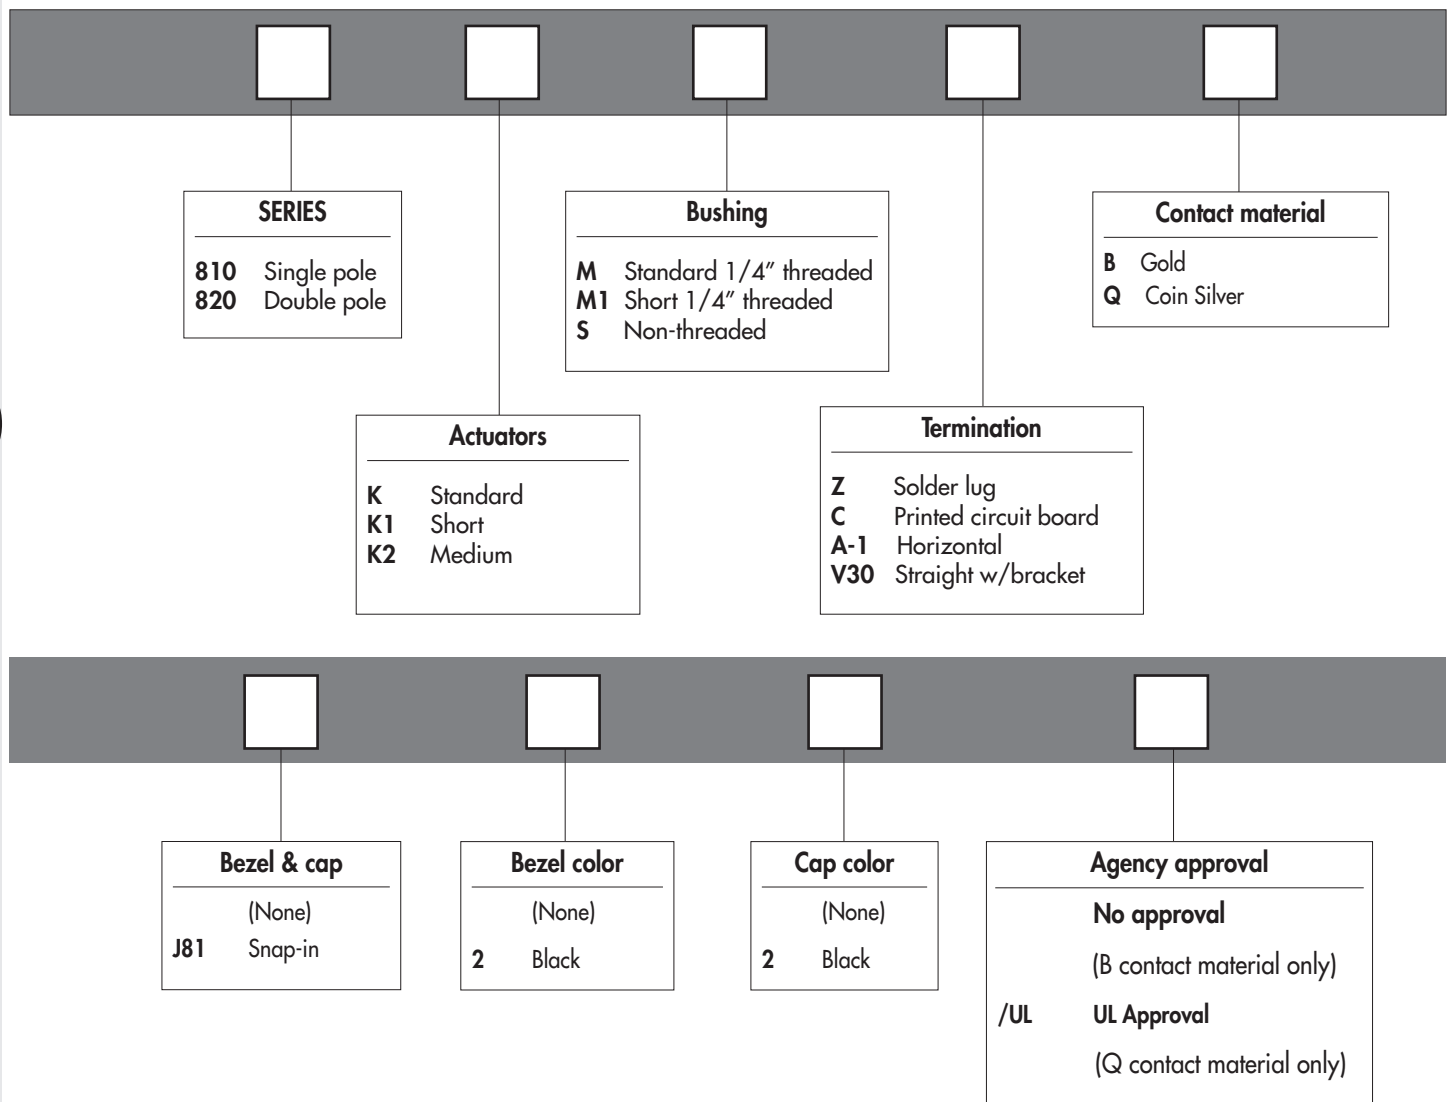 SERIES
810 Single pole
820 Double pole
Bushing
M Standard 1/4" threaded
M1 Short 1/4" threaded
S Non-threaded
Contact material
B Gold
Q Coin Silver
Actuators
K Standard
K1 Short
K2 Medium
Termination
Z Solder lug
C Printed circuit board
A-1 Horizontal
V30 Straight w/bracket
Bezel & cap
(None)
J81 Snap-in
Bezel color
(None)
2 Black
Cap color
(None)
2 Black
Agency approval
No approval
(B contact material only)
/UL UL Approval
(Q contact material only)